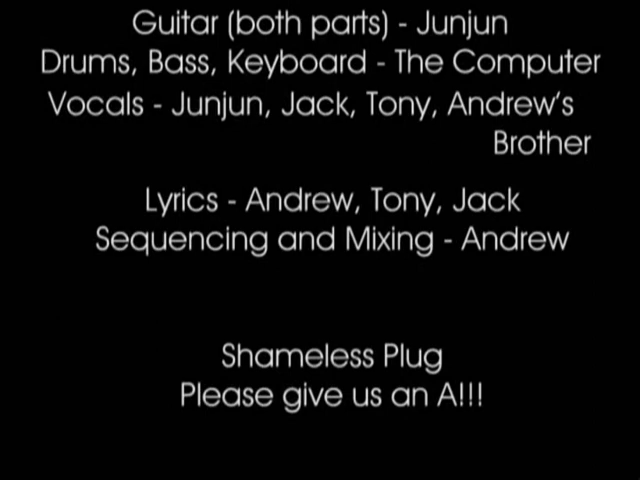 Guitar (both parts) - Junjun
Drums, Bass, Keyboard - The Computer
Vocals - Junjun, Jack, Tony, Andrew's
Brother
Lyrics - Andrew, Tony, Jack
Sequencing and Mixing - Andrew
Shameless Plug
Please give us an A!!!